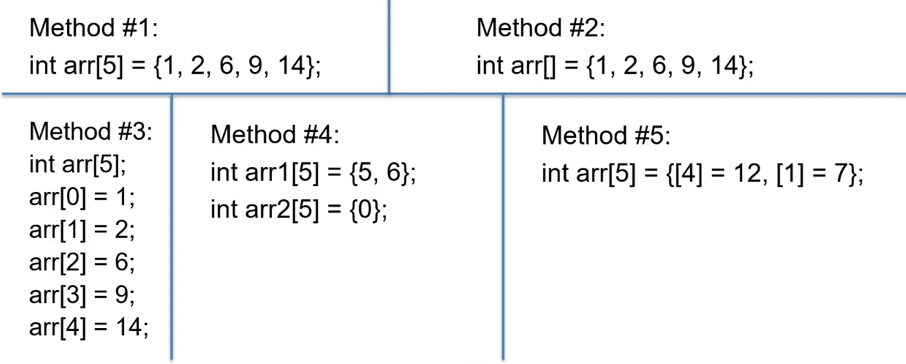 Method #1:
int arr[5] = {1, 2, 6, 9, 14};
Method #2:
int arr[] = {1, 2, 6, 9, 14};
Method #3:
int arr[5];
arr[0] = 1;
arr[1] = 2;
arr[2] = 6;
arr[3] = 9;
arr[4] = 14;
Method #4:
int arr1[5] = {5, 6};
int arr2[5] = {0};
Method #5:
int arr[5] = {[4] = 12, [1] = 7};